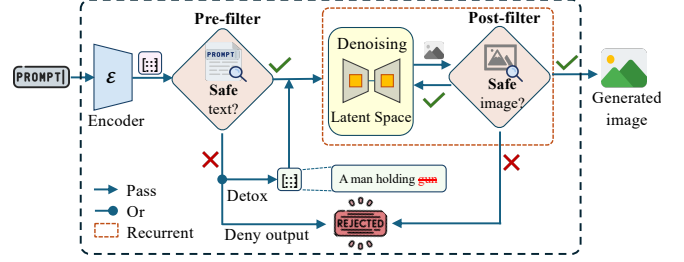 Pre-filter
Post-filter
PROMPT
ε
Encoder
[:]
PROMPT
Safe
text?
Denoising
Latent Space
Safe
image?
Generated
image
Detox
[:]
A man holding gun
Deny output
REJECTED
Pass
Or
Recurrent